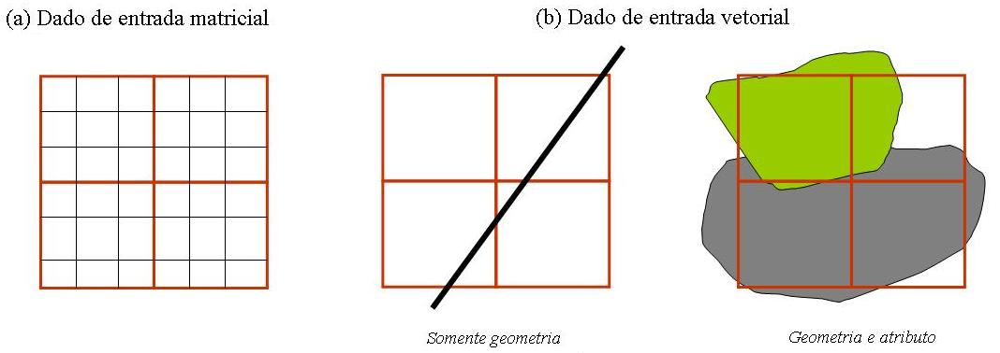 (a) Dado de entrada matricial
(b) Dado de entrada vetorial
Somente geometria
Geometria e atributo